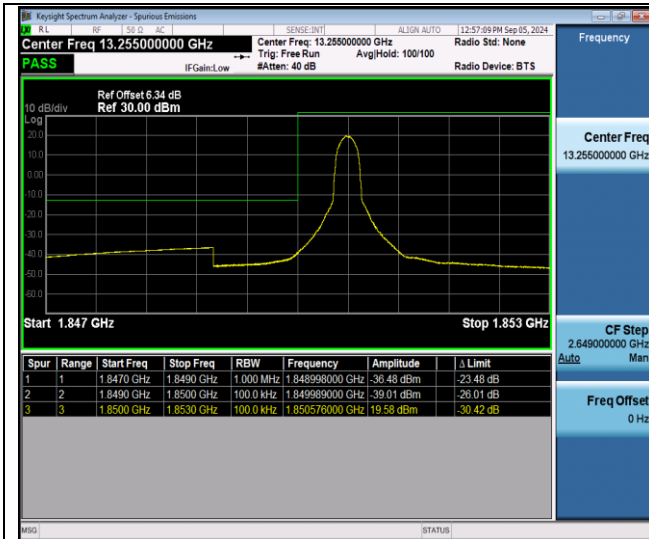 Keysight Spectrum Analyzer - Spurious Emissions
RL RF 50 Ω AC SENSE:INT ALIGN AUTO 12:57:09 PM Sep 05, 2024
Center Freq 13.255000000 GHz
Center Freq: 13.255000000 GHz Radio Std: None
Trig: Free Run Avg|Hold: 100/100
PASS IFGain:Low #Atten: 40 dB Radio Device: BTS
Ref Offset 6.34 dB
10 dB/div Ref 30.00 dBm
Log
20.0
10.0
0.00
-10.0
-20.0
-30.0
-40.0
-50.0
-60.0
Start 1.847 GHz Stop 1.853 GHz
Spur Range Start Freq Stop Freq RBW Frequency Amplitude Δ Limit
1 1 1.8470 GHz 1.8490 GHz 1.000 MHz 1.848998000 GHz -36.48 dBm -23.48 dB
2 2 1.8490 GHz 1.8500 GHz 100.0 kHz 1.849989000 GHz -39.01 dBm -26.01 dB
3 3 1.8500 GHz 1.8530 GHz 100.0 kHz 1.850576000 GHz 19.58 dBm -30.42 dB
MSG STATUS
Frequency
Center Freq
13.255000000 GHz
CF Step
2.649000000 GHz
Auto Man
Freq Offset
0 Hz